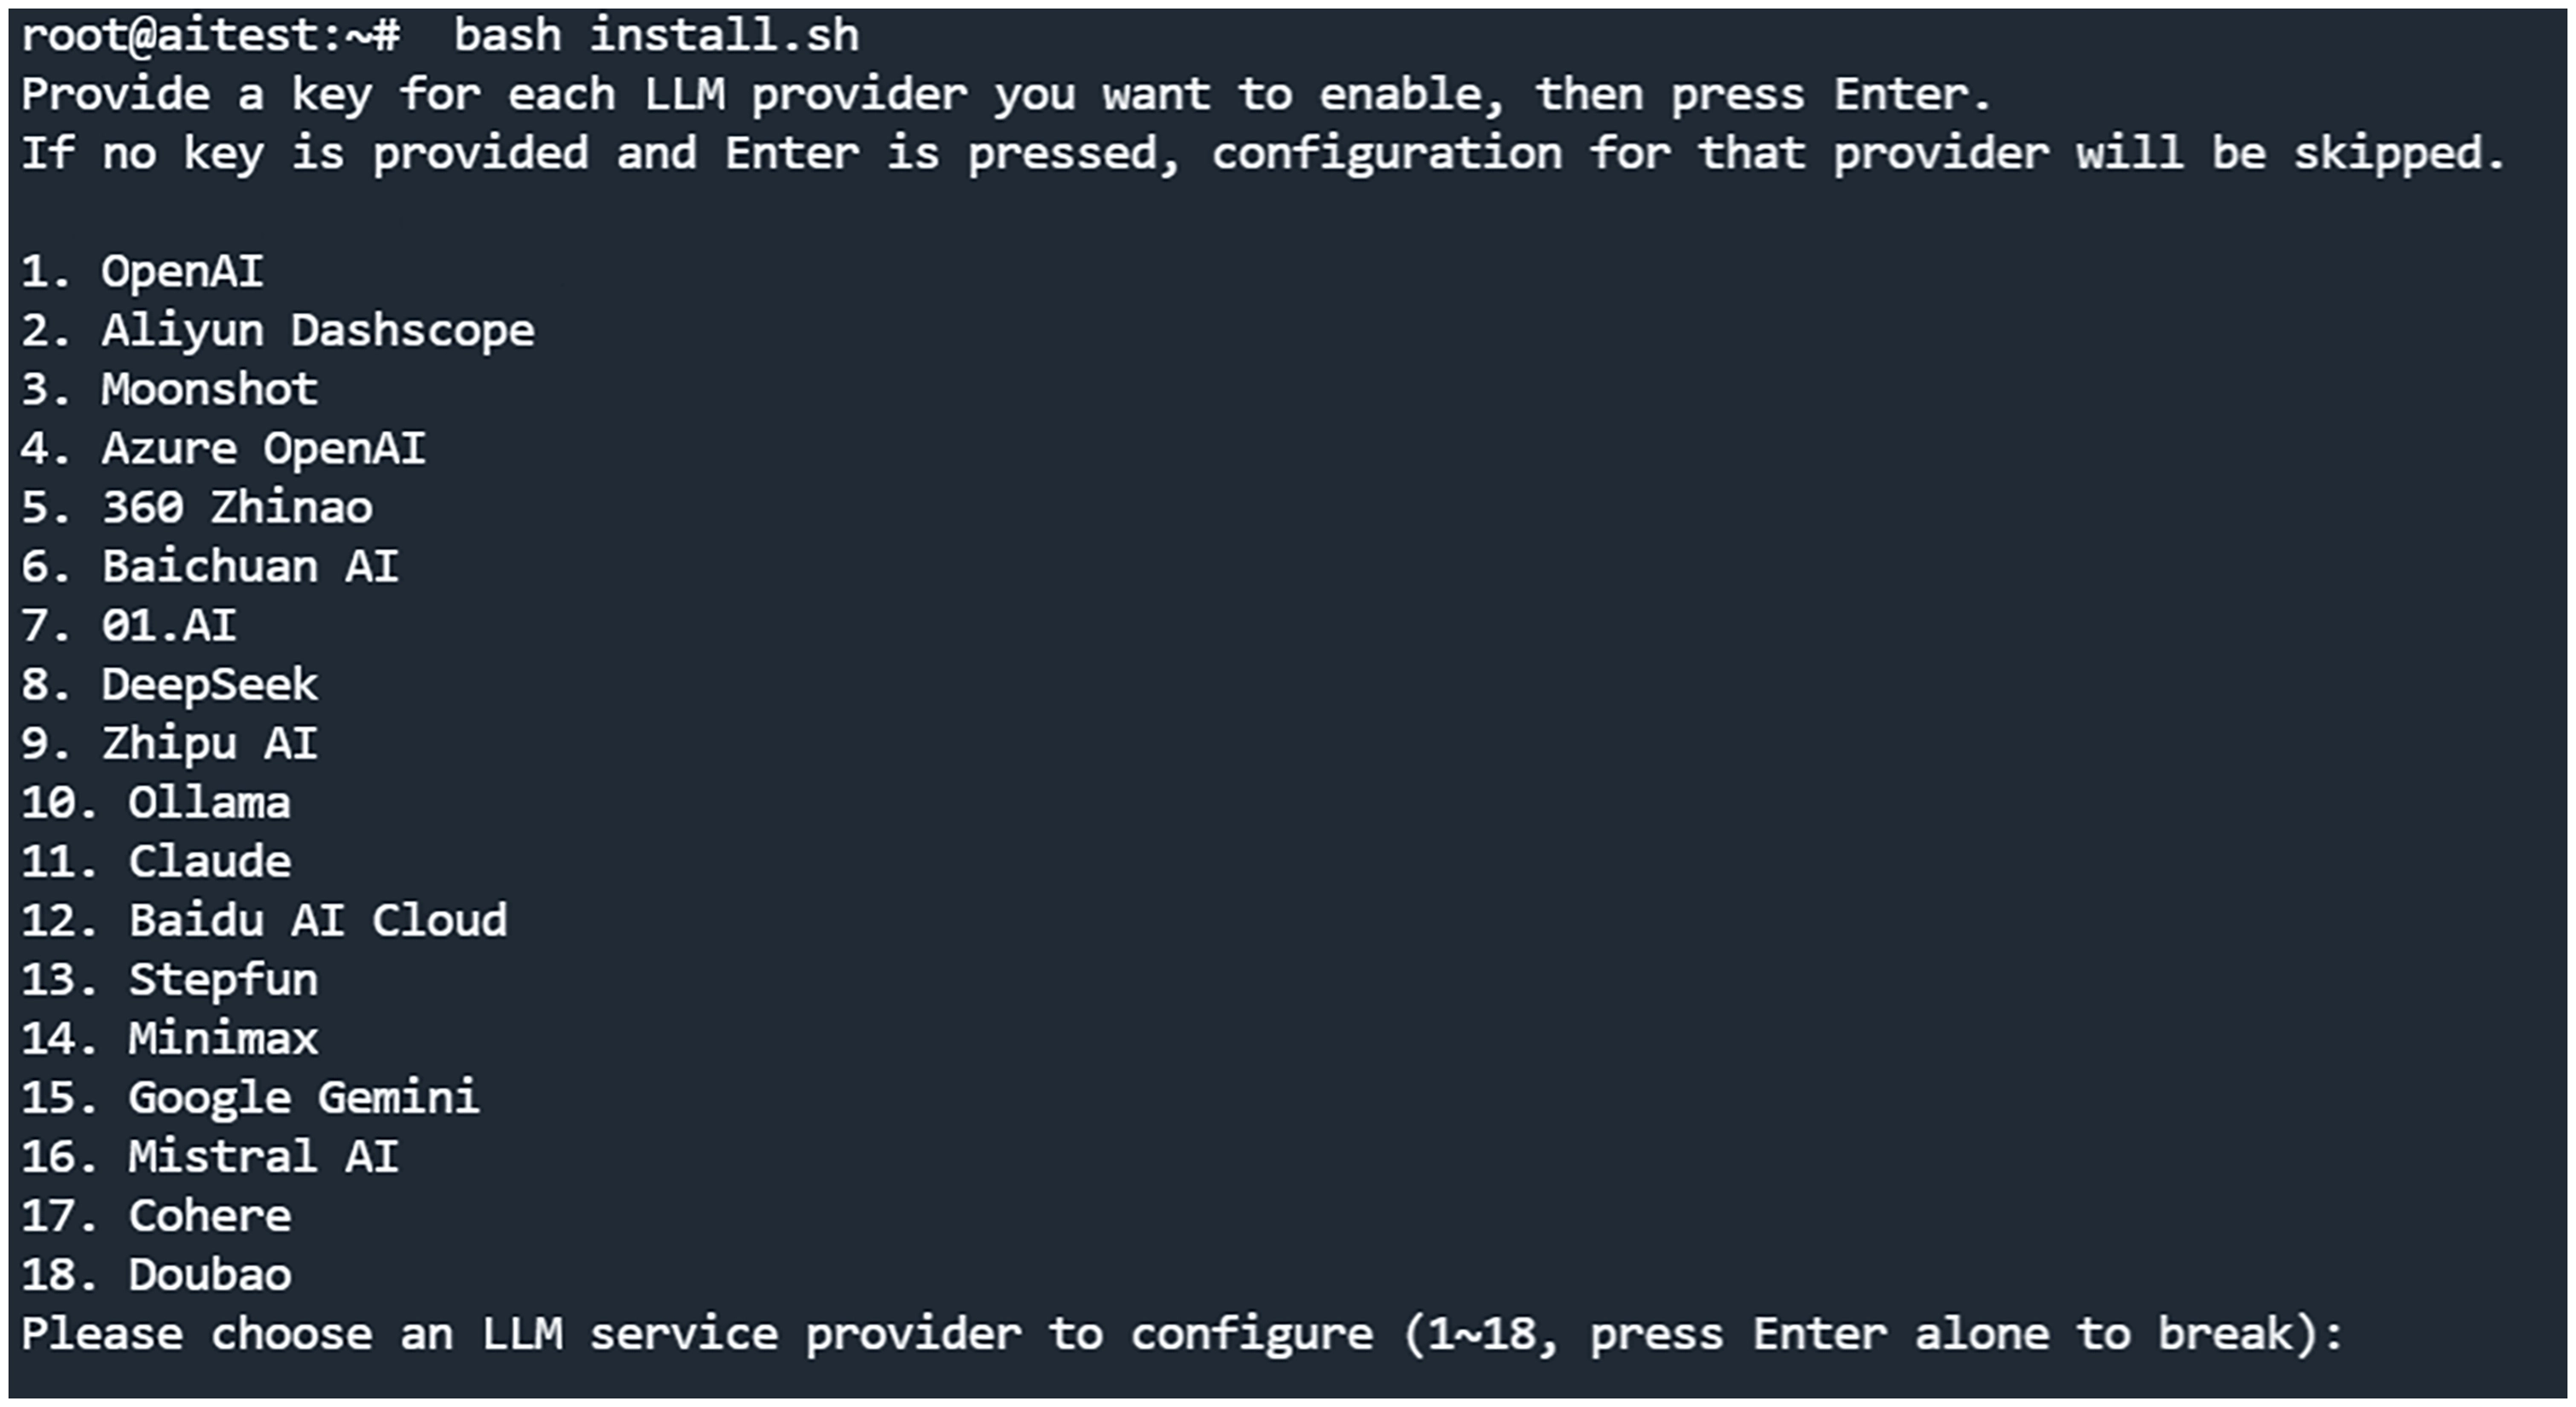 root@aitest:~#  bash install.sh
Provide a key for each LLM provider you want to enable, then press Enter.
If no key is provided and Enter is pressed, configuration for that provider will be skipped.
1. OpenAI
2. Aliyun Dashscope
3. Moonshot
4. Azure OpenAI
5. 360 Zhinao
6. Baichuan AI
7. 01.AI
8. DeepSeek
9. Zhipu AI
10. Ollama
11. Claude
12. Baidu AI Cloud
13. Stepfun
14. Minimax
15. Google Gemini
16. Mistral AI
17. Cohere
18. Doubao
Please choose an LLM service provider to configure (1~18, press Enter alone to break):